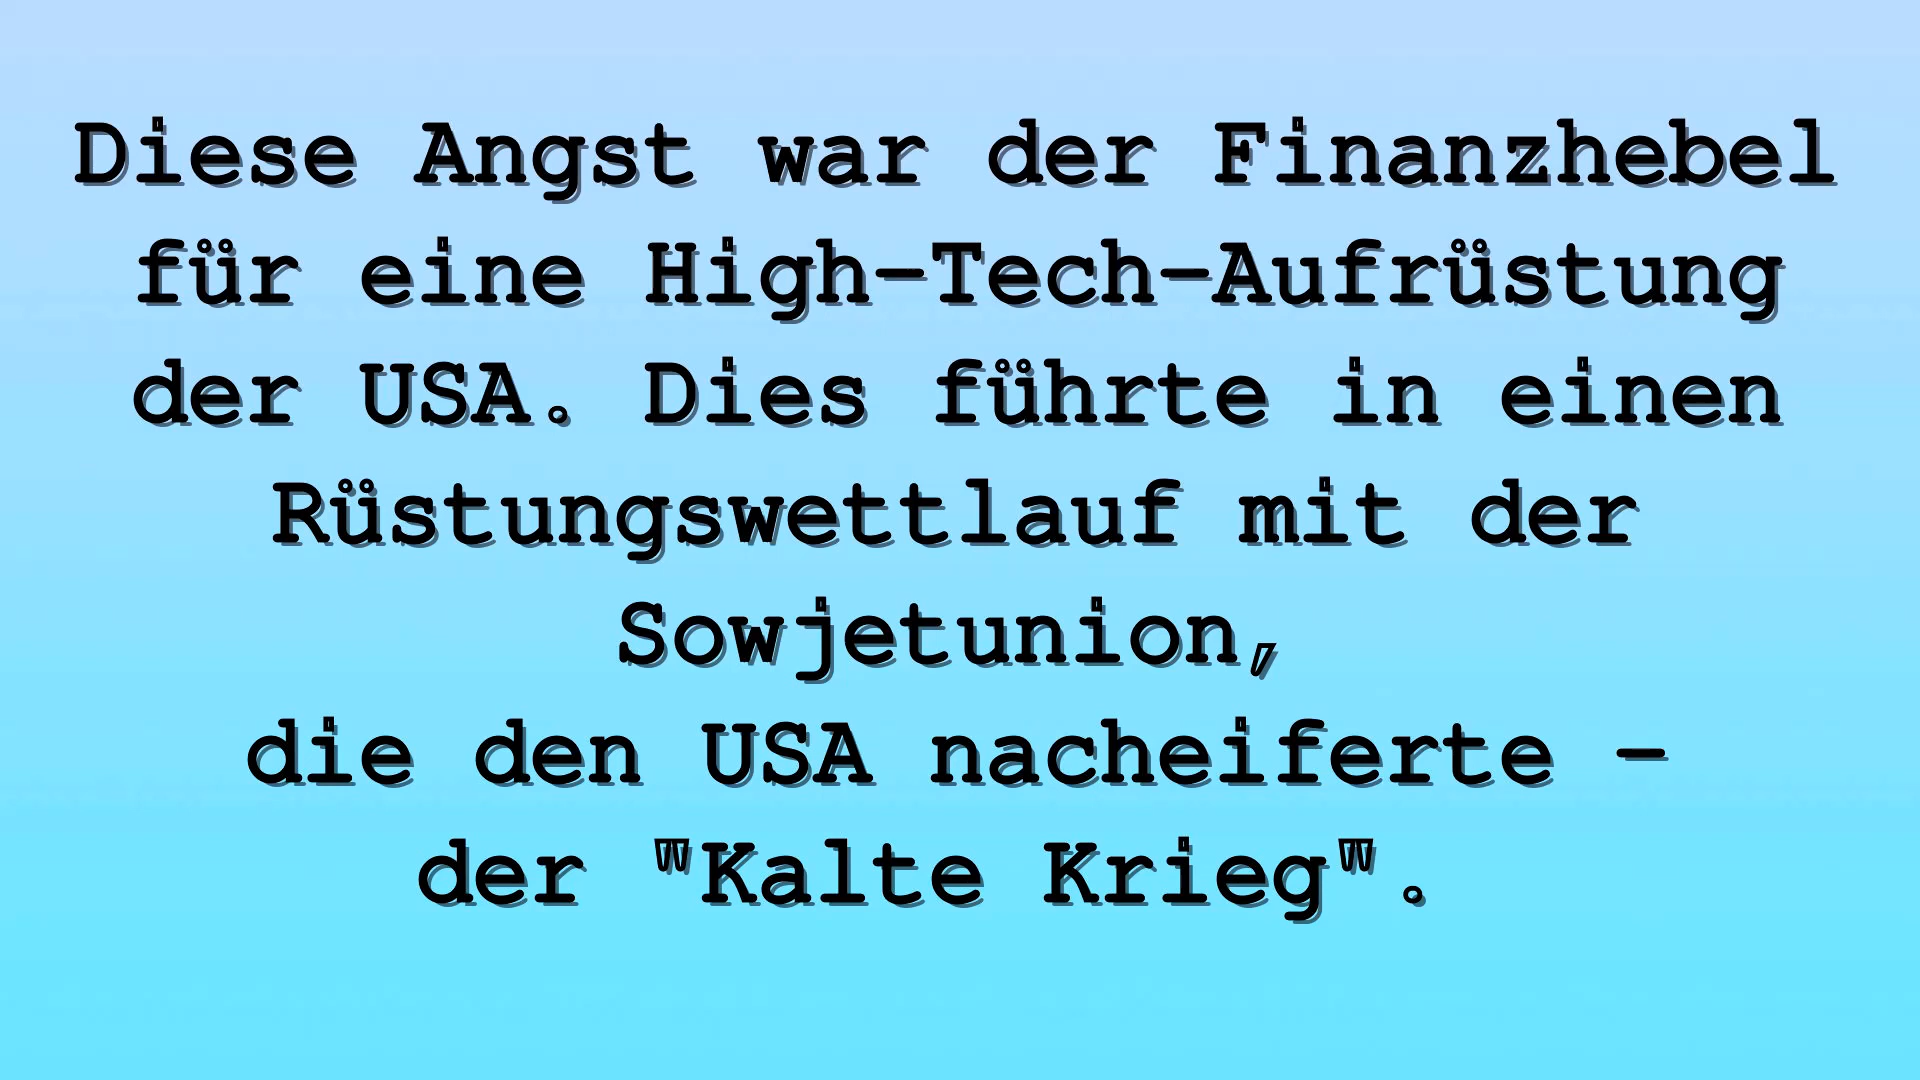 Diese Angst war der Finanzhebel
für eine High-Tech-Aufrüstung
der USA. Dies führte in einen
Rüstungswettlauf mit der
Sowjetunion,
die den USA nacheiferte -
der "Kalte Krieg".